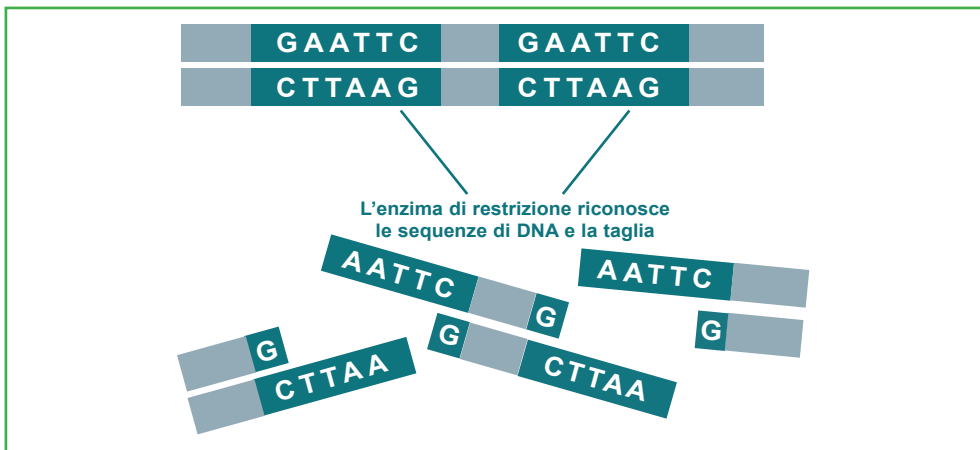 GAATTC GAATTC
CTTAAG CTTAAG
L'enzima di restrizione riconosce
le sequenze di DNA e la taglia
AATTC G
G CTTAA
AATTC
G
G
CTTAA